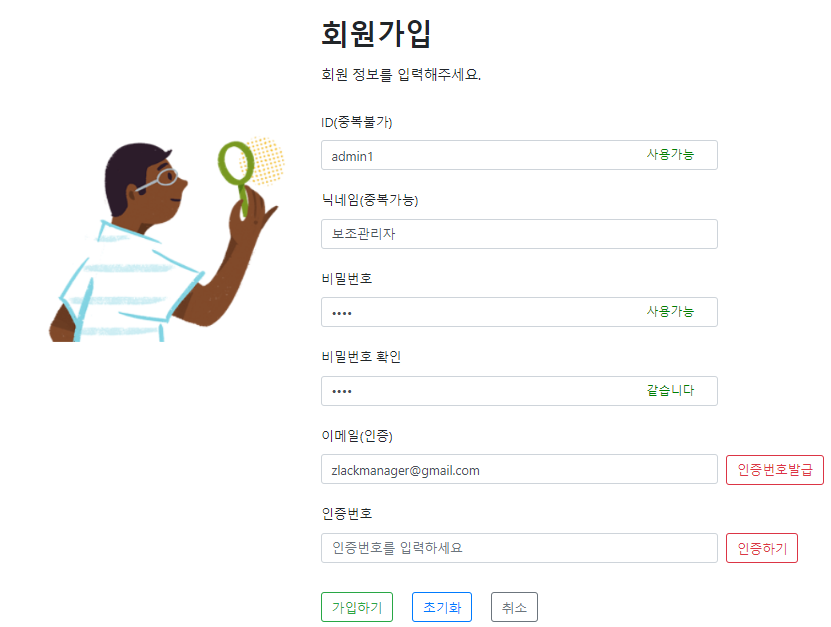 회원가입
회원 정보를 입력해주세요.
ID(중복불가)
admin1 사용가능
닉네임(중복가능)
보조관리자
비밀번호
•••• 사용가능
비밀번호 확인
•••• 같습니다
이메일(인증)
zlackmanager@gmail.com 인증번호발급
인증번호
인증번호를 입력하세요 인증하기
가입하기 초기화 취소